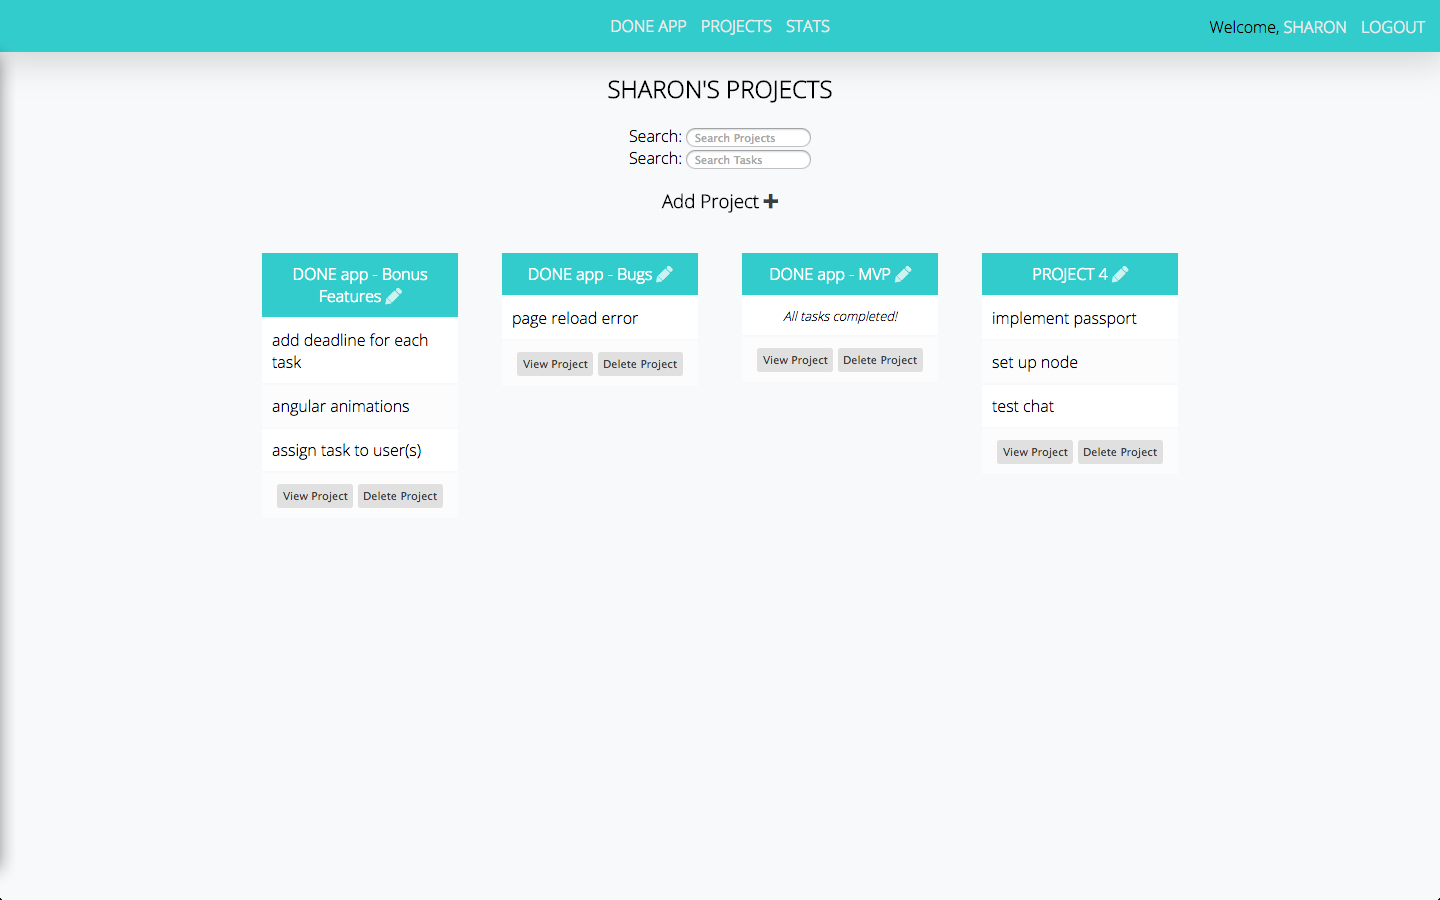 DONE APP PROJECTS STATS
Welcome, SHARON LOGOUT
SHARON'S PROJECTS
Search: Search Projects
Search: Search Tasks
Add Project
DONE app - Bonus
Features
add deadline for each
task
angular animations
assign task to user(s)
View Project Delete Project
DONE app - Bugs
page reload error
View Project Delete Project
DONE app - MVP
All tasks completed!
View Project Delete Project
PROJECT 4
implement passport
set up node
test chat
View Project Delete Project